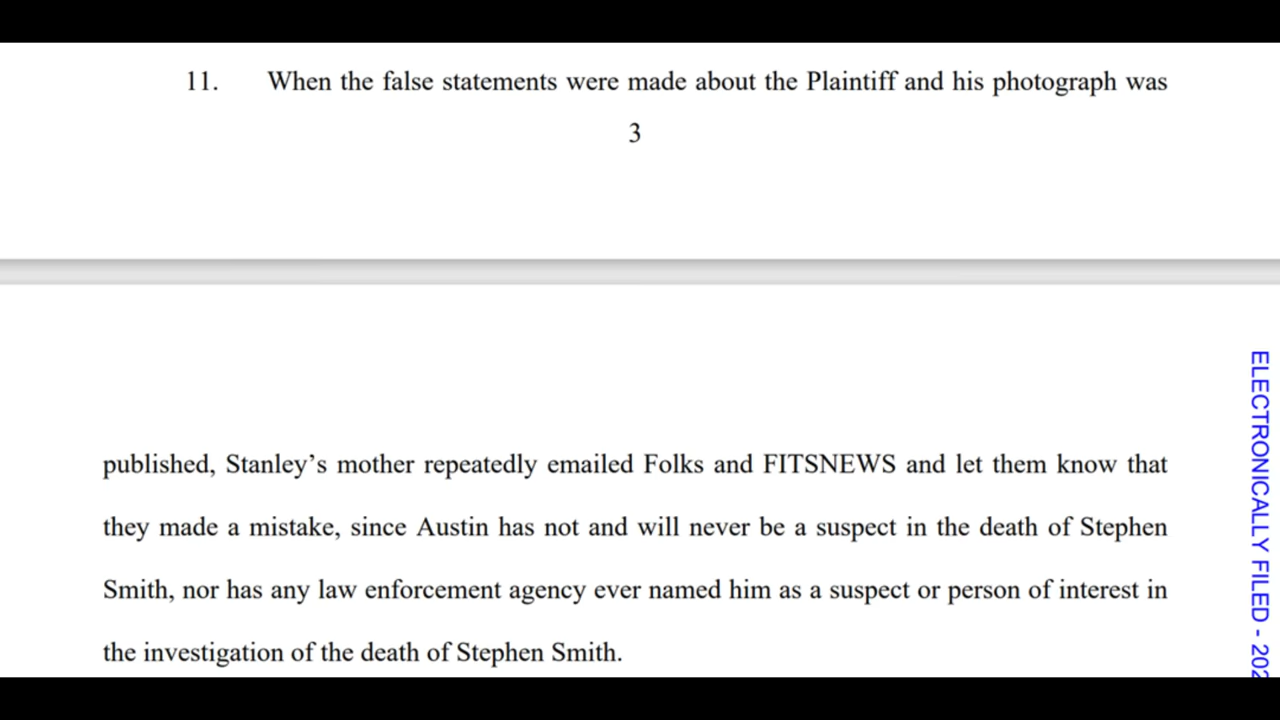 11. When the false statements were made about the Plaintiff and his photograph was
3
published, Stanley’s mother repeatedly emailed Folks and FITSNEWS and let them know that
they made a mistake, since Austin has not and will never be a suspect in the death of Stephen
Smith, nor has any law enforcement agency ever named him as a suspect or person of interest in
the investigation of the death of Stephen Smith.
ELECTRONICALLY FILED - 202